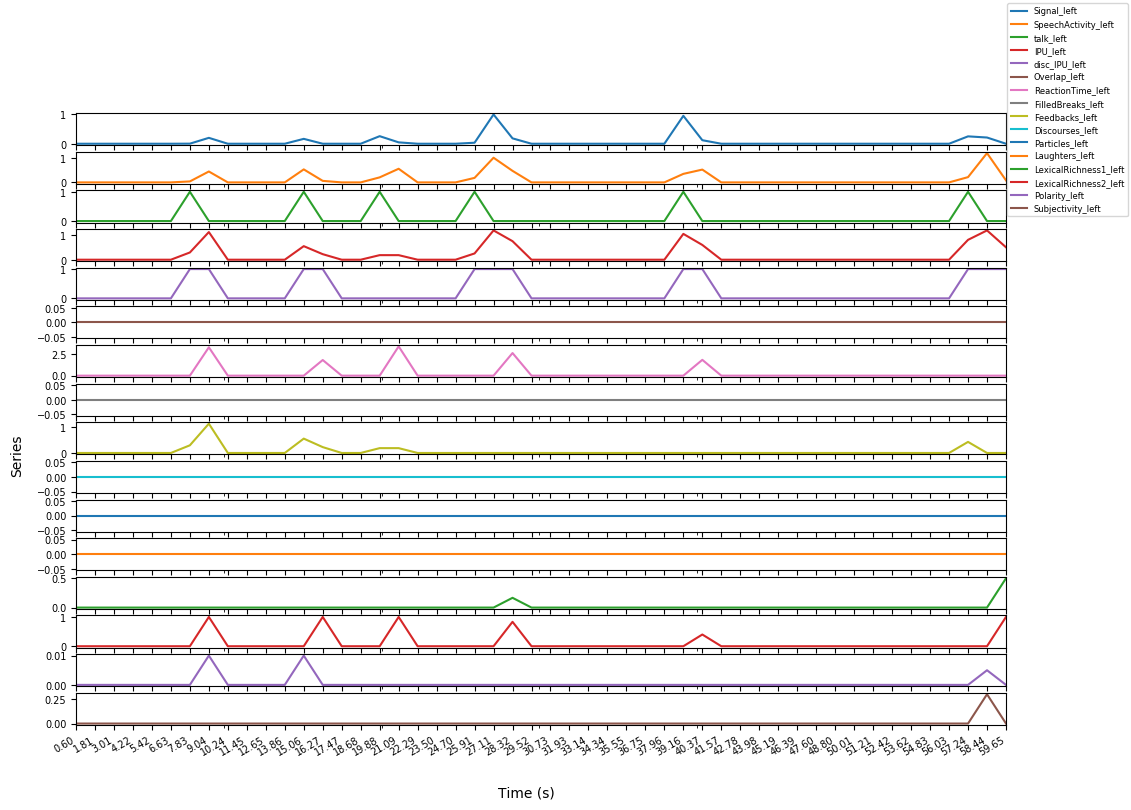 Signal_left
SpeechActivity_left
talk_left
IPU_left
disc_IPU_left
Overlap_left
ReactionTime_left
FilledBreaks_left
Feedbacks_left
Discourses_left
Particles_left
Laughters_left
LexicalRichness1_left
LexicalRichness2_left
Polarity_left
Subjectivity_left
1
0
1
0
1
0
1
0
1
0
0.05
0.00
−0.05
2.5
0.0
0.05
0.00
−0.05
1
0
0.05
0.00
−0.05
0.05
0.00
−0.05
0.05
0.00
−0.05
0.5
0.0
1
0
0.01
0.00
0.25
0.00
Series
0.60 1.81 3.01 4.22 5.42 6.63 7.83 9.04 10.24 11.45 12.65 13.86 15.06 16.27 17.47 18.68 19.88 21.09 22.29 23.50 24.70 25.91 27.11 28.32 29.52 30.73 31.93 33.14 34.34 35.55 36.75 37.96 39.16 40.37 41.57 42.78 43.98 45.19 46.39 47.60 48.80 50.01 51.21 52.42 53.62 54.83 56.03 57.24 58.44 59.65
Time (s)